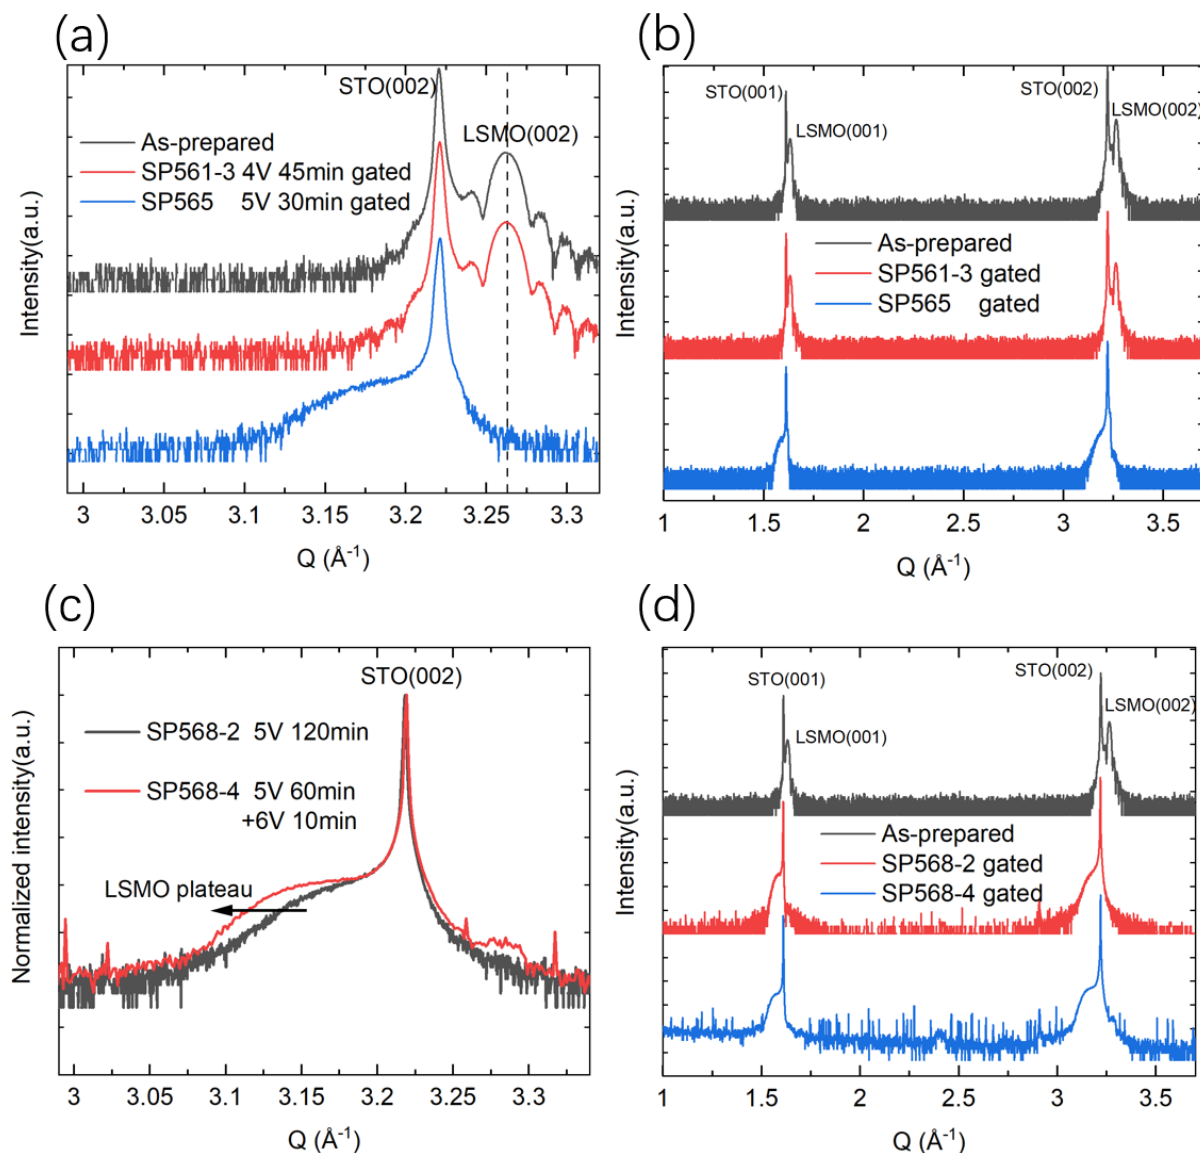 (a)
STO(002)
LSMO(002)
As-prepared
SP561-3 4V 45min gated
SP565 5V 30min gated
Intensity(a.u.)
3 3.05 3.1 3.15 3.2 3.25 3.3
Q (Å⁻¹)
(b)
STO(001)
LSMO(001)
STO(002)
LSMO(002)
As-prepared
SP561-3 gated
SP565 gated
Intensity(a.u.)
1 1.5 2 2.5 3 3.5
Q (Å⁻¹)
(c)
STO(002)
SP568-2 5V 120min
SP568-4 5V 60min
+6V 10min
LSMO plateau
Normalized intensity(a.u.)
3 3.05 3.1 3.15 3.2 3.25 3.3
Q (Å⁻¹)
(d)
STO(001)
LSMO(001)
STO(002)
LSMO(002)
As-prepared
SP568-2 gated
SP568-4 gated
Intensity(a.u.)
1 1.5 2 2.5 3 3.5
Q (Å⁻¹)